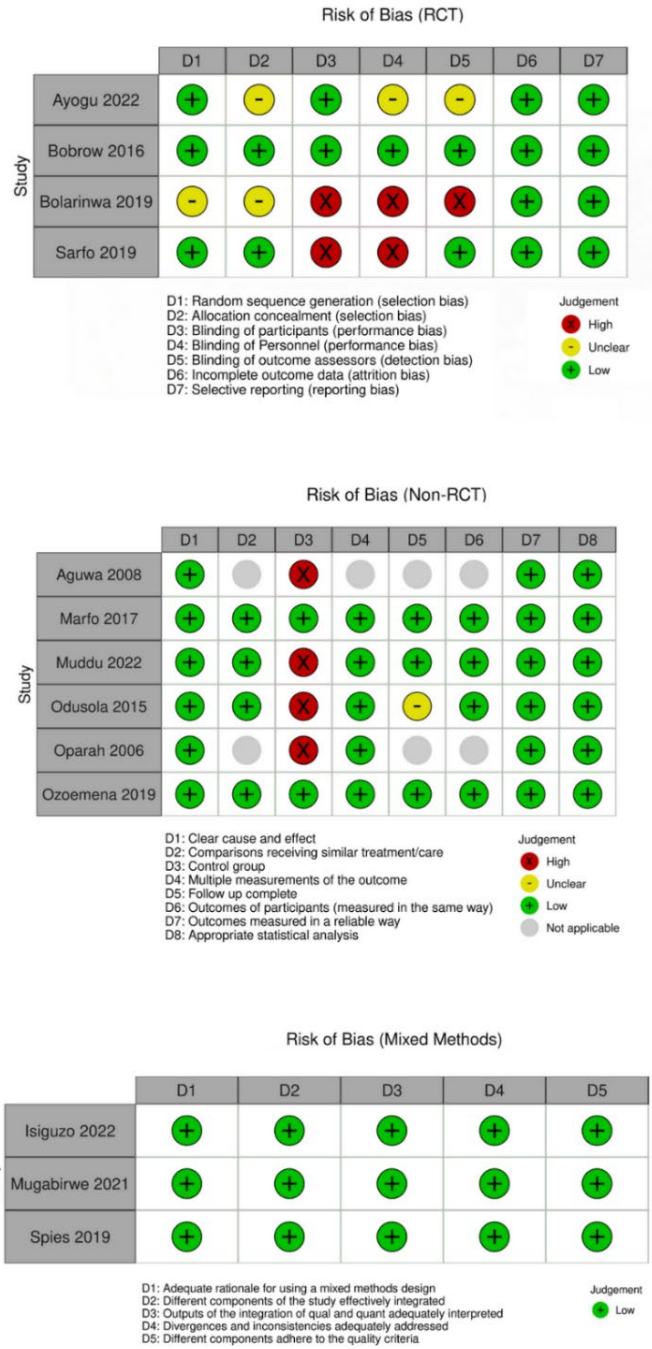 Risk of Bias (RCT)
D1 D2 D3 D4 D5 D6 D7
Study
Ayogu 2022 + - + - - + +
Bobrow 2016 + + + + + + +
Bolarinwa 2019 - - X X X + +
Sarfo 2019 + + X X + + +
D1: Random sequence generation (selection bias)
D2: Allocation concealment (selection bias)
D3: Blinding of participants (performance bias)
D4: Blinding of Personnel (performance bias)
D5: Blinding of outcome assessors (detection bias)
D6: Incomplete outcome data (attrition bias)
D7: Selective reporting (reporting bias)
Judgement
X High
- Unclear
+ Low
Risk of Bias (Non-RCT)
D1 D2 D3 D4 D5 D6 D7 D8
Study
Aguwa 2008 + X + +
Marfo 2017 + + + + + + + +
Muddu 2022 + + X + + + + +
Odusola 2015 + + X + - + + +
Oparah 2006 + X + + +
Ozoemena 2019 + + + + + + + +
D1: Clear cause and effect
D2: Comparisons receiving similar treatment/care
D3: Control group
D4: Multiple measurements of the outcome
D5: Follow up complete
D6: Outcomes of participants (measured in the same way)
D7: Outcomes measured in a reliable way
D8: Appropriate statistical analysis
Judgement
X High
- Unclear
+ Low
Not applicable
Risk of Bias (Mixed Methods)
D1 D2 D3 D4 D5
Isiguzo 2022 + + + + +
Mugabirwe 2021 + + + + +
Spies 2019 + + + + +
D1: Adequate rationale for using a mixed methods design
D2: Different components of the study effectively integrated
D3: Outputs of the integration of qual and quant adequately interpreted
D4: Divergences and inconsistencies adequately addressed
D5: Different components adhere to the quality criteria
Judgement
+ Low